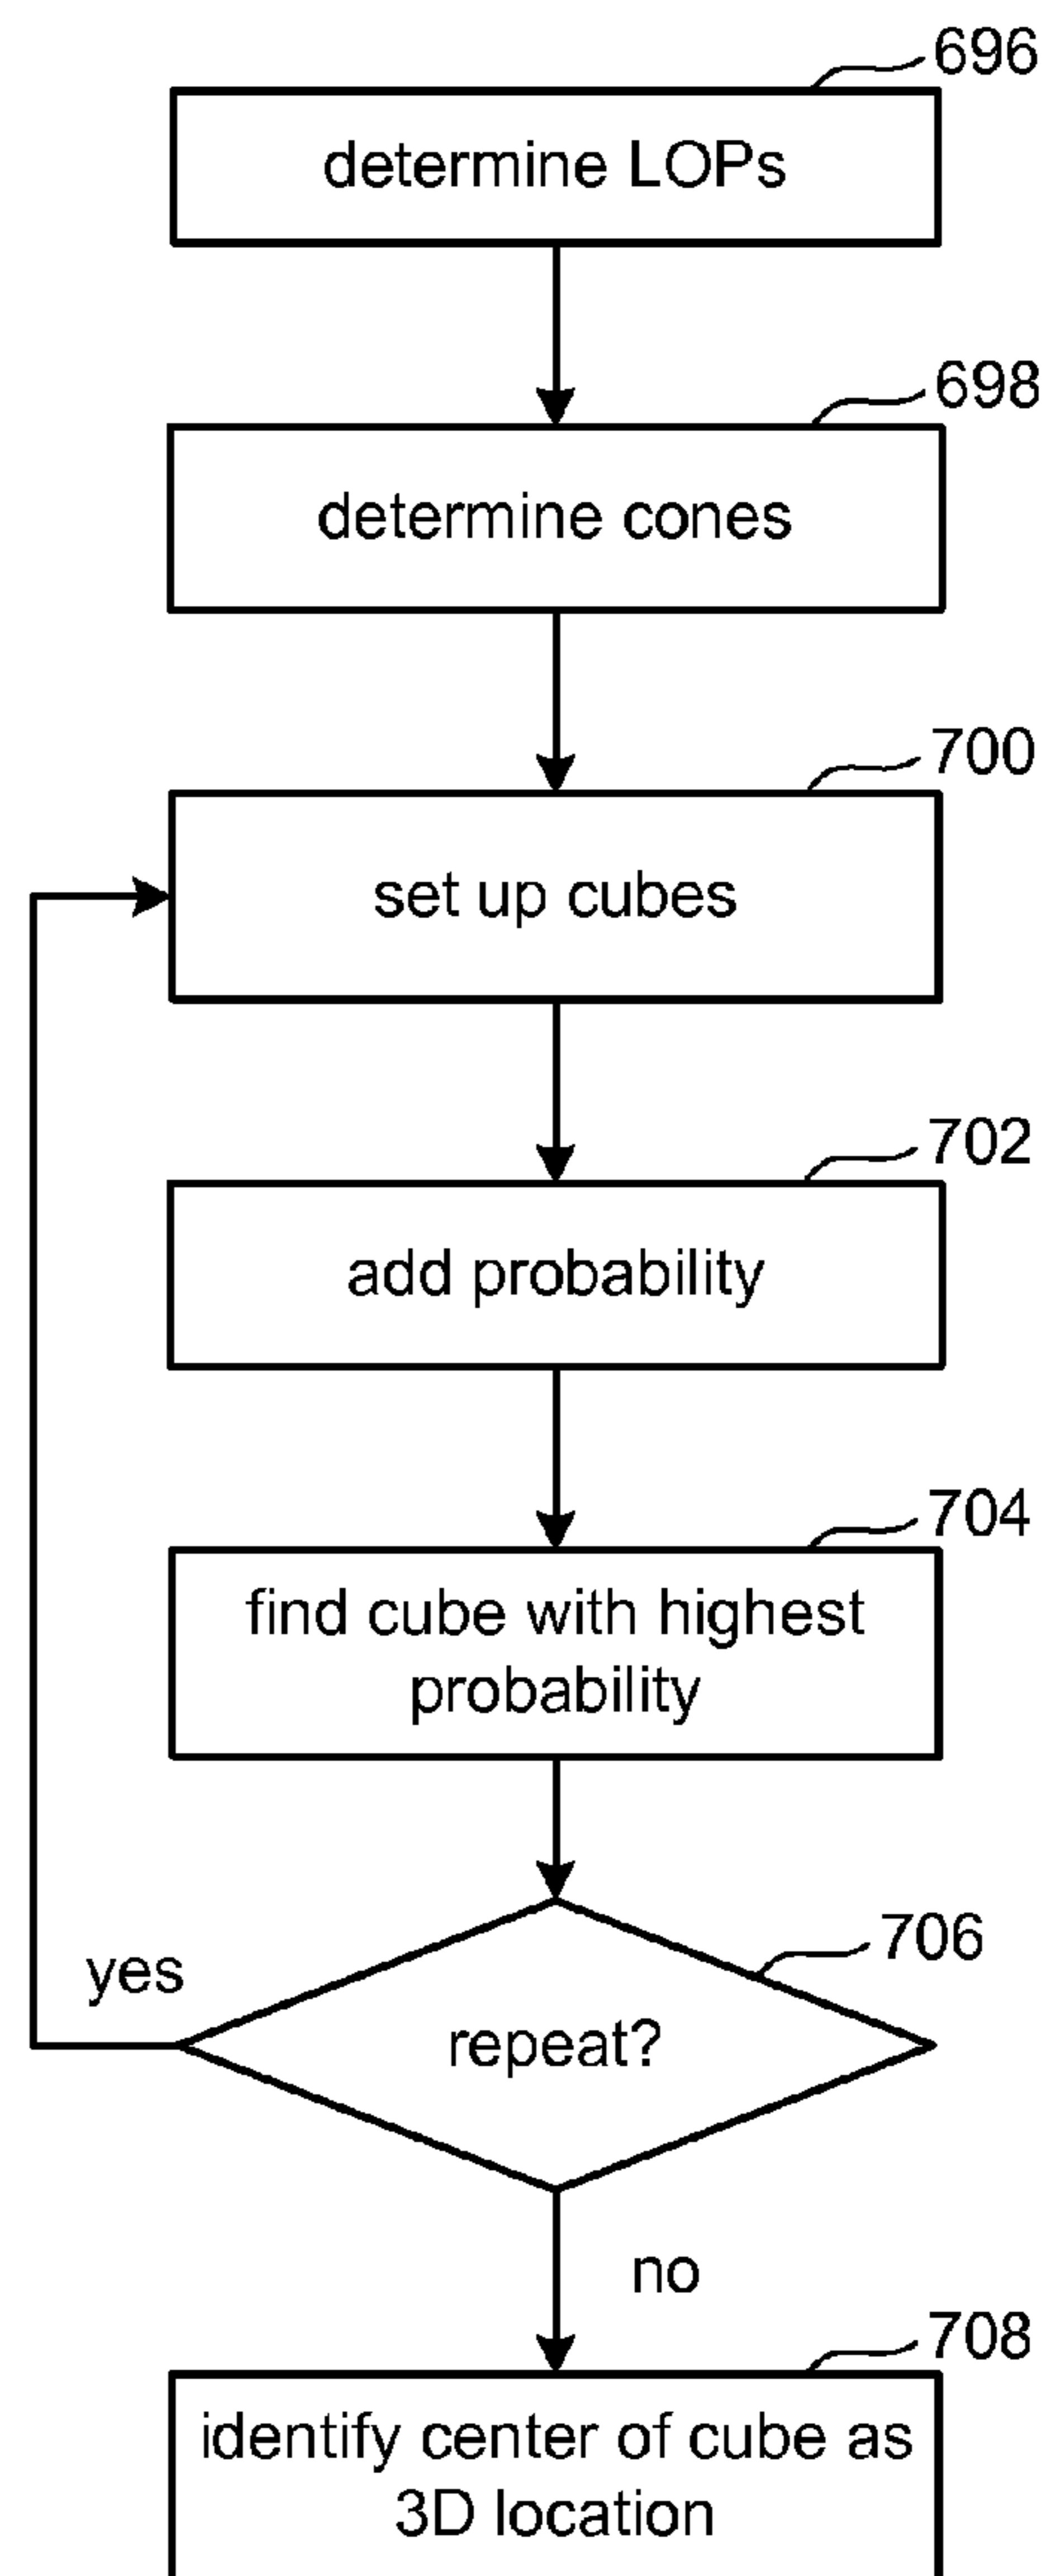 696
determine LOPs
698
determine cones
700
set up cubes
702
add probability
704
find cube with highest
probability
706
yes
repeat?
no
708
identify center of cube as
3D location